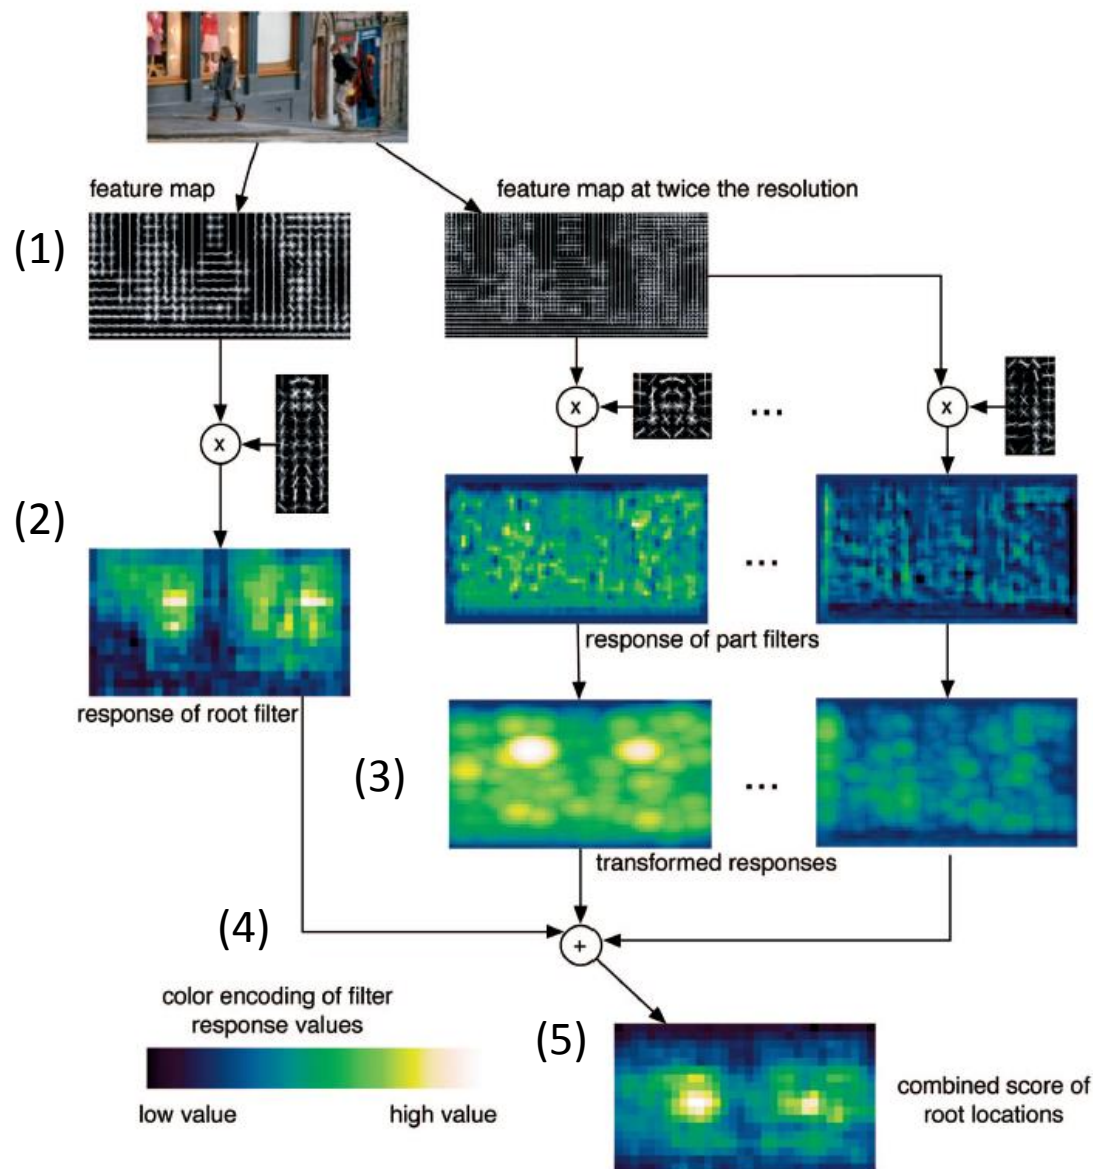 feature map
feature map at twice the resolution
(1)
x
x
...
x
(2)
...
response of part filters
response of root filter
(3)
...
transformed responses
(4)
+
color encoding of filter
response values
(5)
low value
high value
combined score of
root locations